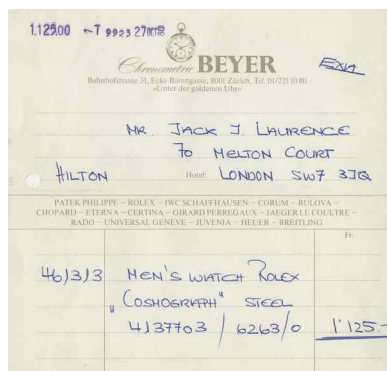 1.125.00 T 9923 27
Chronometrie BEYER
Bahnhofstrasse 31, Ecke Bärengasse, 8001 Zürich, Tel. 01/221 10 80
«Unter der goldenen Uhr»
MR JACK J. LAURENCE
70 MELTON COURT
HILTON Hotel: LONDON SW7 3JQ
PATEK PHILIPPE – ROLEX – IWC SCHAFFHAUSEN – CORUM – BULOVA –
CHOPARD – ETERNA – CERTINA – GIRARD PERREGAUX – JAEGER LE COULTRE –
RADO – UNIVERSAL GENEVE – JUVENIA – HEUER – BREITLING
Fr.
46/3/3 MEN'S WATCH ROLEX
"COSMOGRAPH" STEEL
4137703 / 6263/0 1'125.-